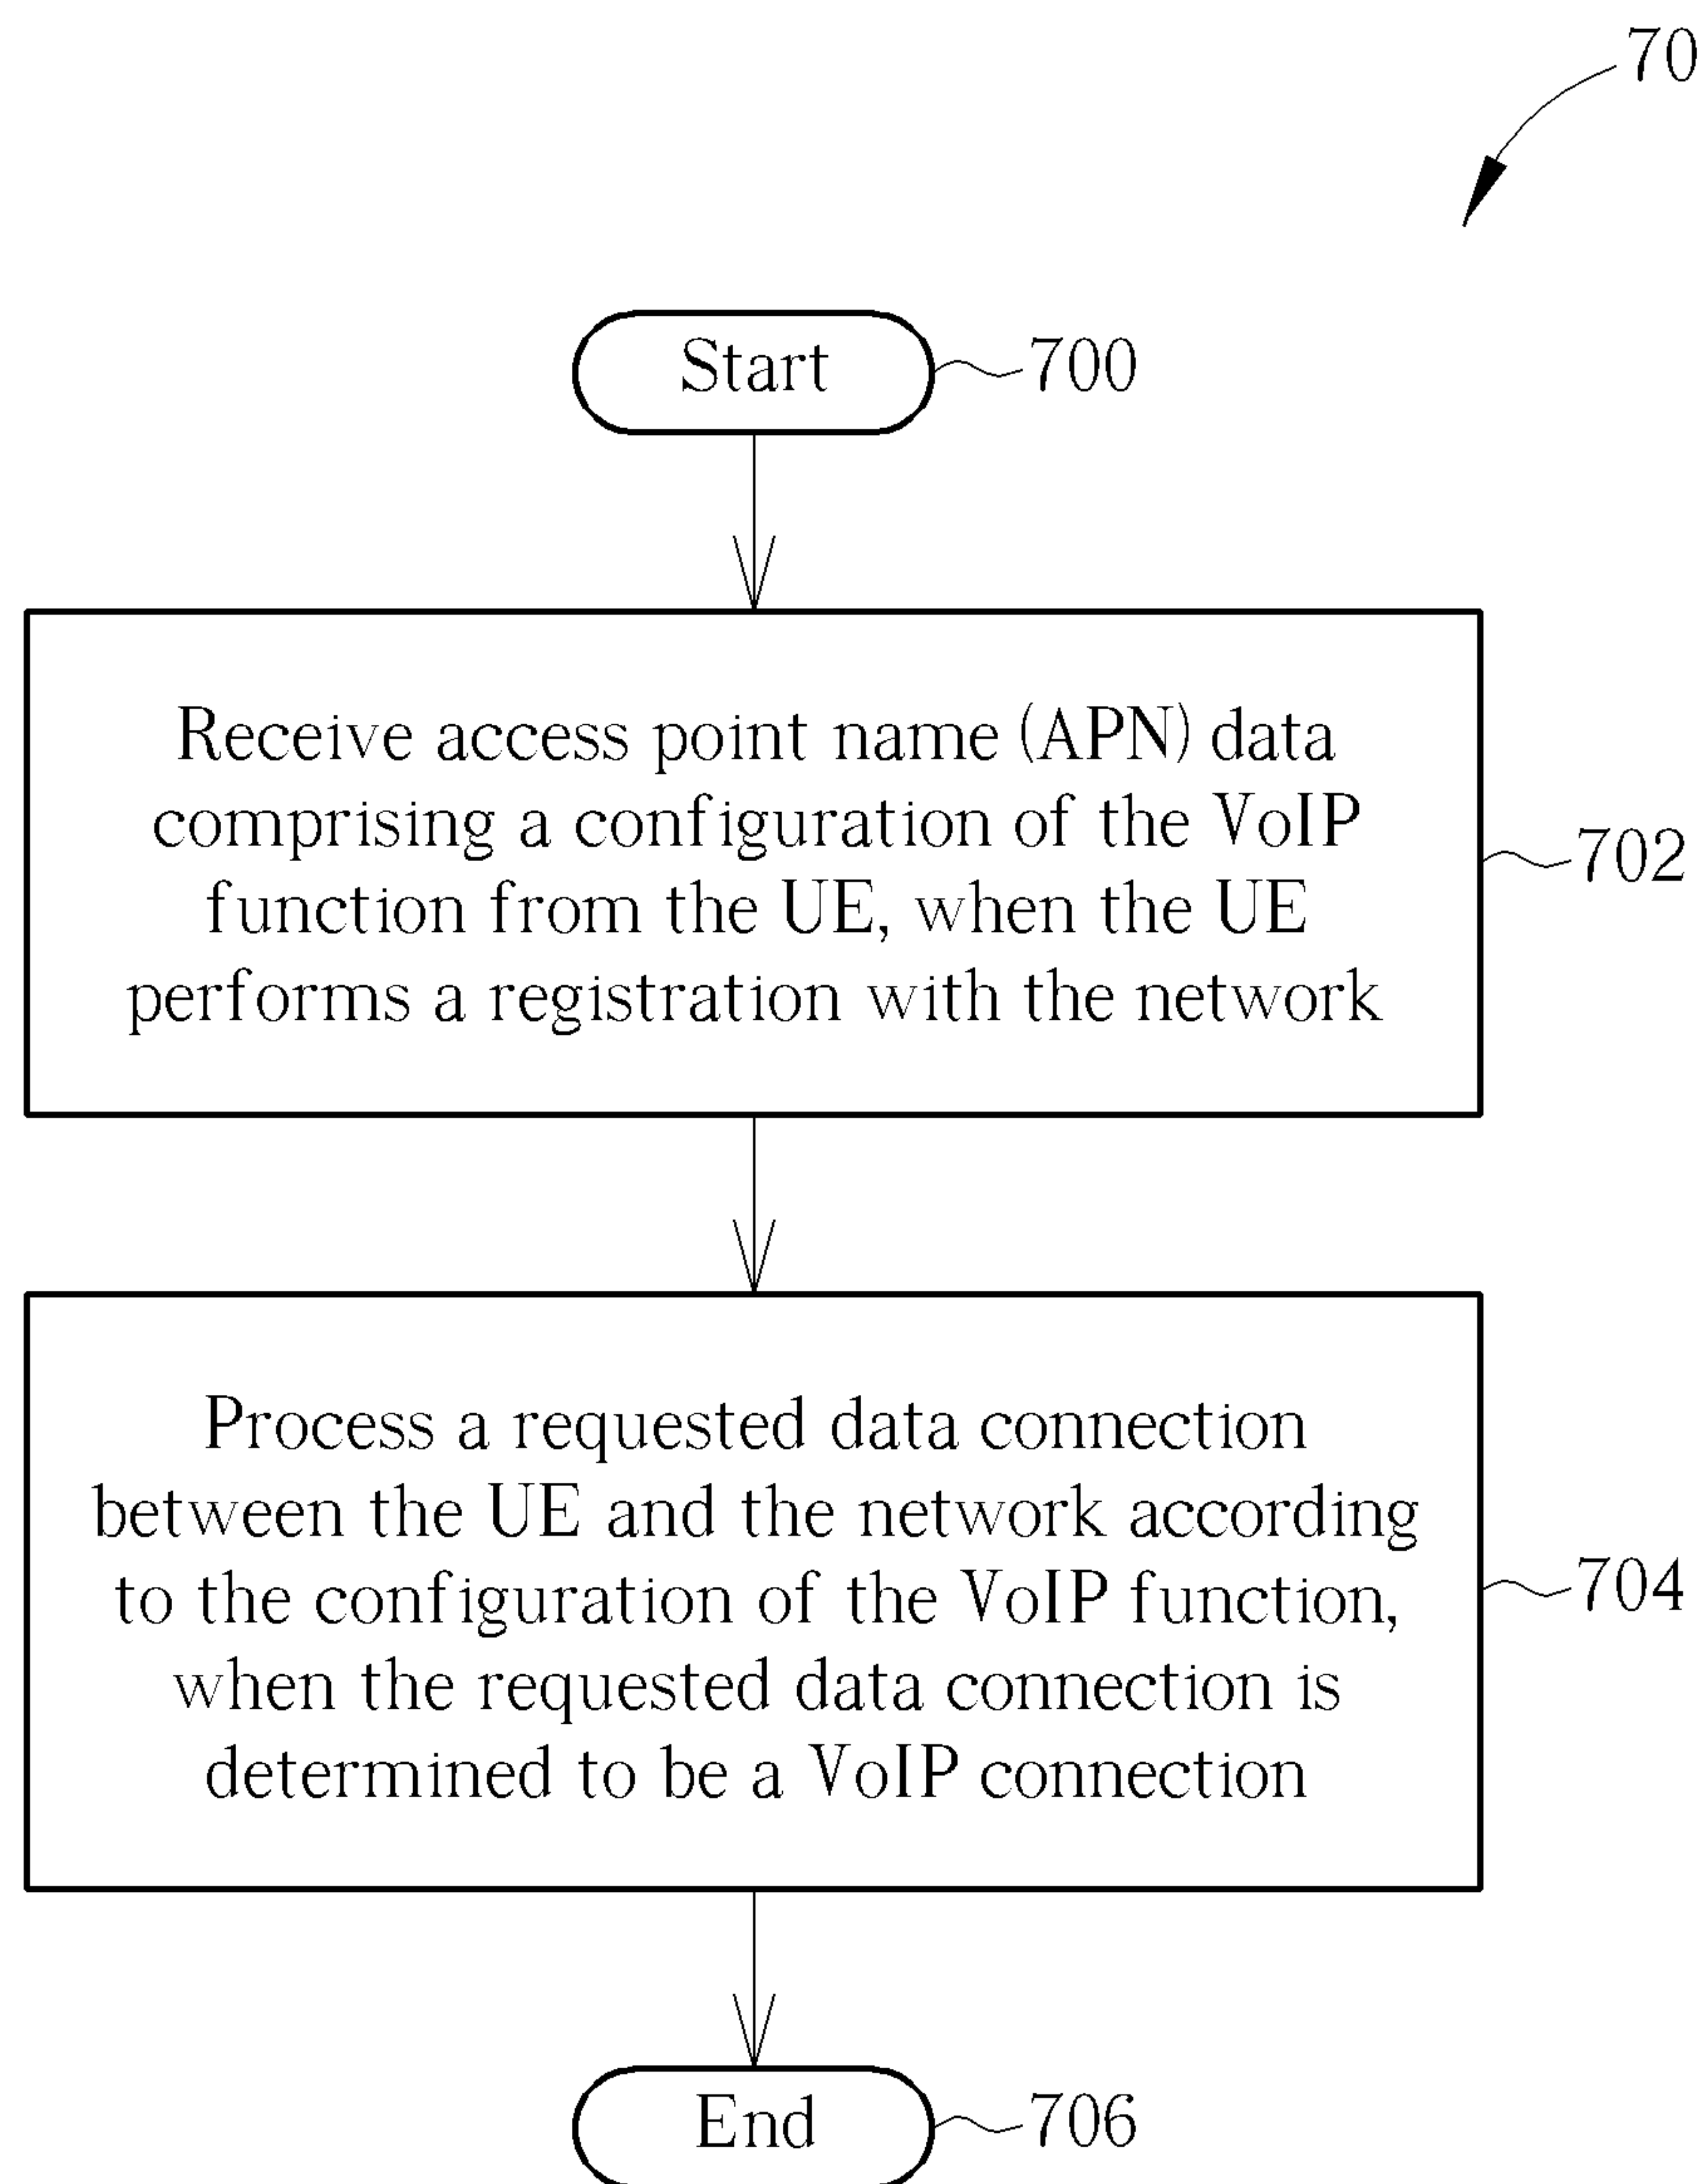 70
Start
700
Receive access point name (APN) data
comprising a configuration of the VoIP
function from the UE, when the UE
performs a registration with the network
702
Process a requested data connection
between the UE and the network according
to the configuration of the VoIP function,
when the requested data connection is
determined to be a VoIP connection
704
End
706